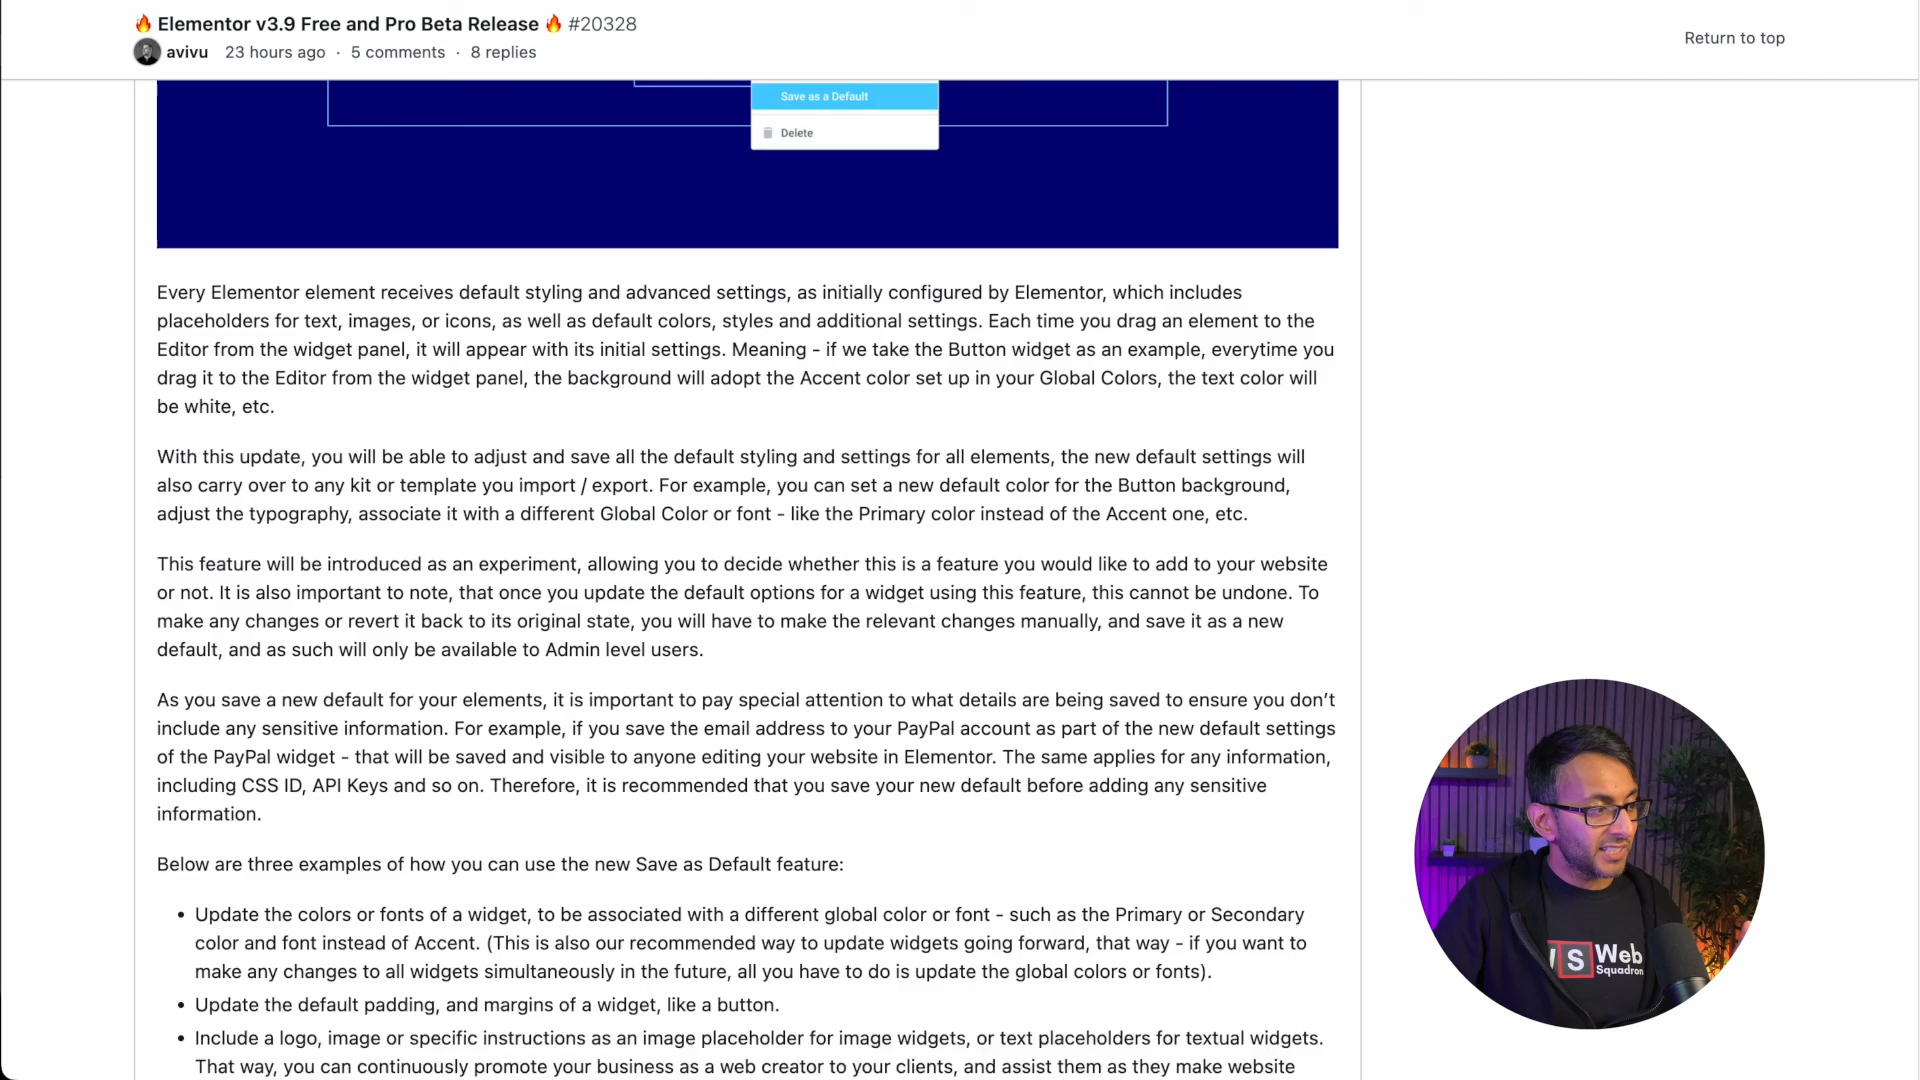 🔥 Elementor v3.9 Free and Pro Beta Release 🔥 #20328
avivu 23 hours ago · 5 comments · 8 replies
Return to top
Save as a Default
Delete
Every Elementor element receives default styling and advanced settings, as initially configured by Elementor, which includes
placeholders for text, images, or icons, as well as default colors, styles and additional settings. Each time you drag an element to the
Editor from the widget panel, it will appear with its initial settings. Meaning - if we take the Button widget as an example, everytime you
drag it to the Editor from the widget panel, the background will adopt the Accent color set up in your Global Colors, the text color will
be white, etc.
With this update, you will be able to adjust and save all the default styling and settings for all elements, the new default settings will
also carry over to any kit or template you import / export. For example, you can set a new default color for the Button background,
adjust the typography, associate it with a different Global Color or font - like the Primary color instead of the Accent one, etc.
This feature will be introduced as an experiment, allowing you to decide whether this is a feature you would like to add to your website
or not. It is also important to note, that once you update the default options for a widget using this feature, this cannot be undone. To
make any changes or revert it back to its original state, you will have to make the relevant changes manually, and save it as a new
default, and as such will only be available to Admin level users.
As you save a new default for your elements, it is important to pay special attention to what details are being saved to ensure you don’t
include any sensitive information. For example, if you save the email address to your PayPal account as part of the new default settings
of the PayPal widget - that will be saved and visible to anyone editing your website in Elementor. The same applies for any information,
including CSS ID, API Keys and so on. Therefore, it is recommended that you save your new default before adding any sensitive
information.
Below are three examples of how you can use the new Save as Default feature:
• Update the colors or fonts of a widget, to be associated with a different global color or font - such as the Primary or Secondary
color and font instead of Accent. (This is also our recommended way to update widgets going forward, that way - if you want to
make any changes to all widgets simultaneously in the future, all you have to do is update the global colors or fonts).
• Update the default padding, and margins of a widget, like a button.
• Include a logo, image or specific instructions as an image placeholder for image widgets, or text placeholders for textual widgets.
That way, you can continuously promote your business as a web creator to your clients, and assist them as they make website
S Web
Squadron